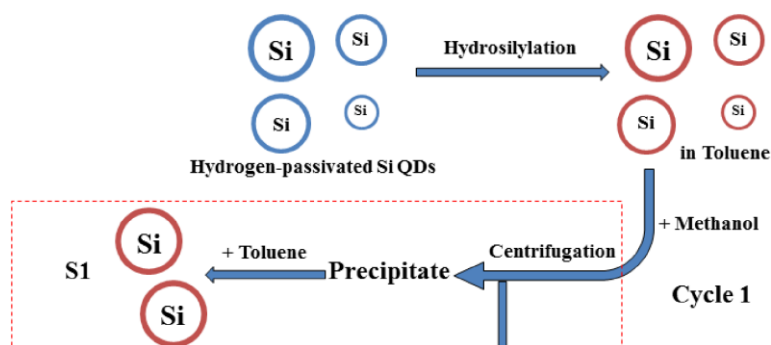 Si
Si
Hydrosilylation
Si
Si
Si
Si
Si
Si
Hydrogen-passivated Si QDs
in Toluene
+ Methanol
S1
Si
+ Toluene
Precipitate
Centrifugation
Cycle 1
Si